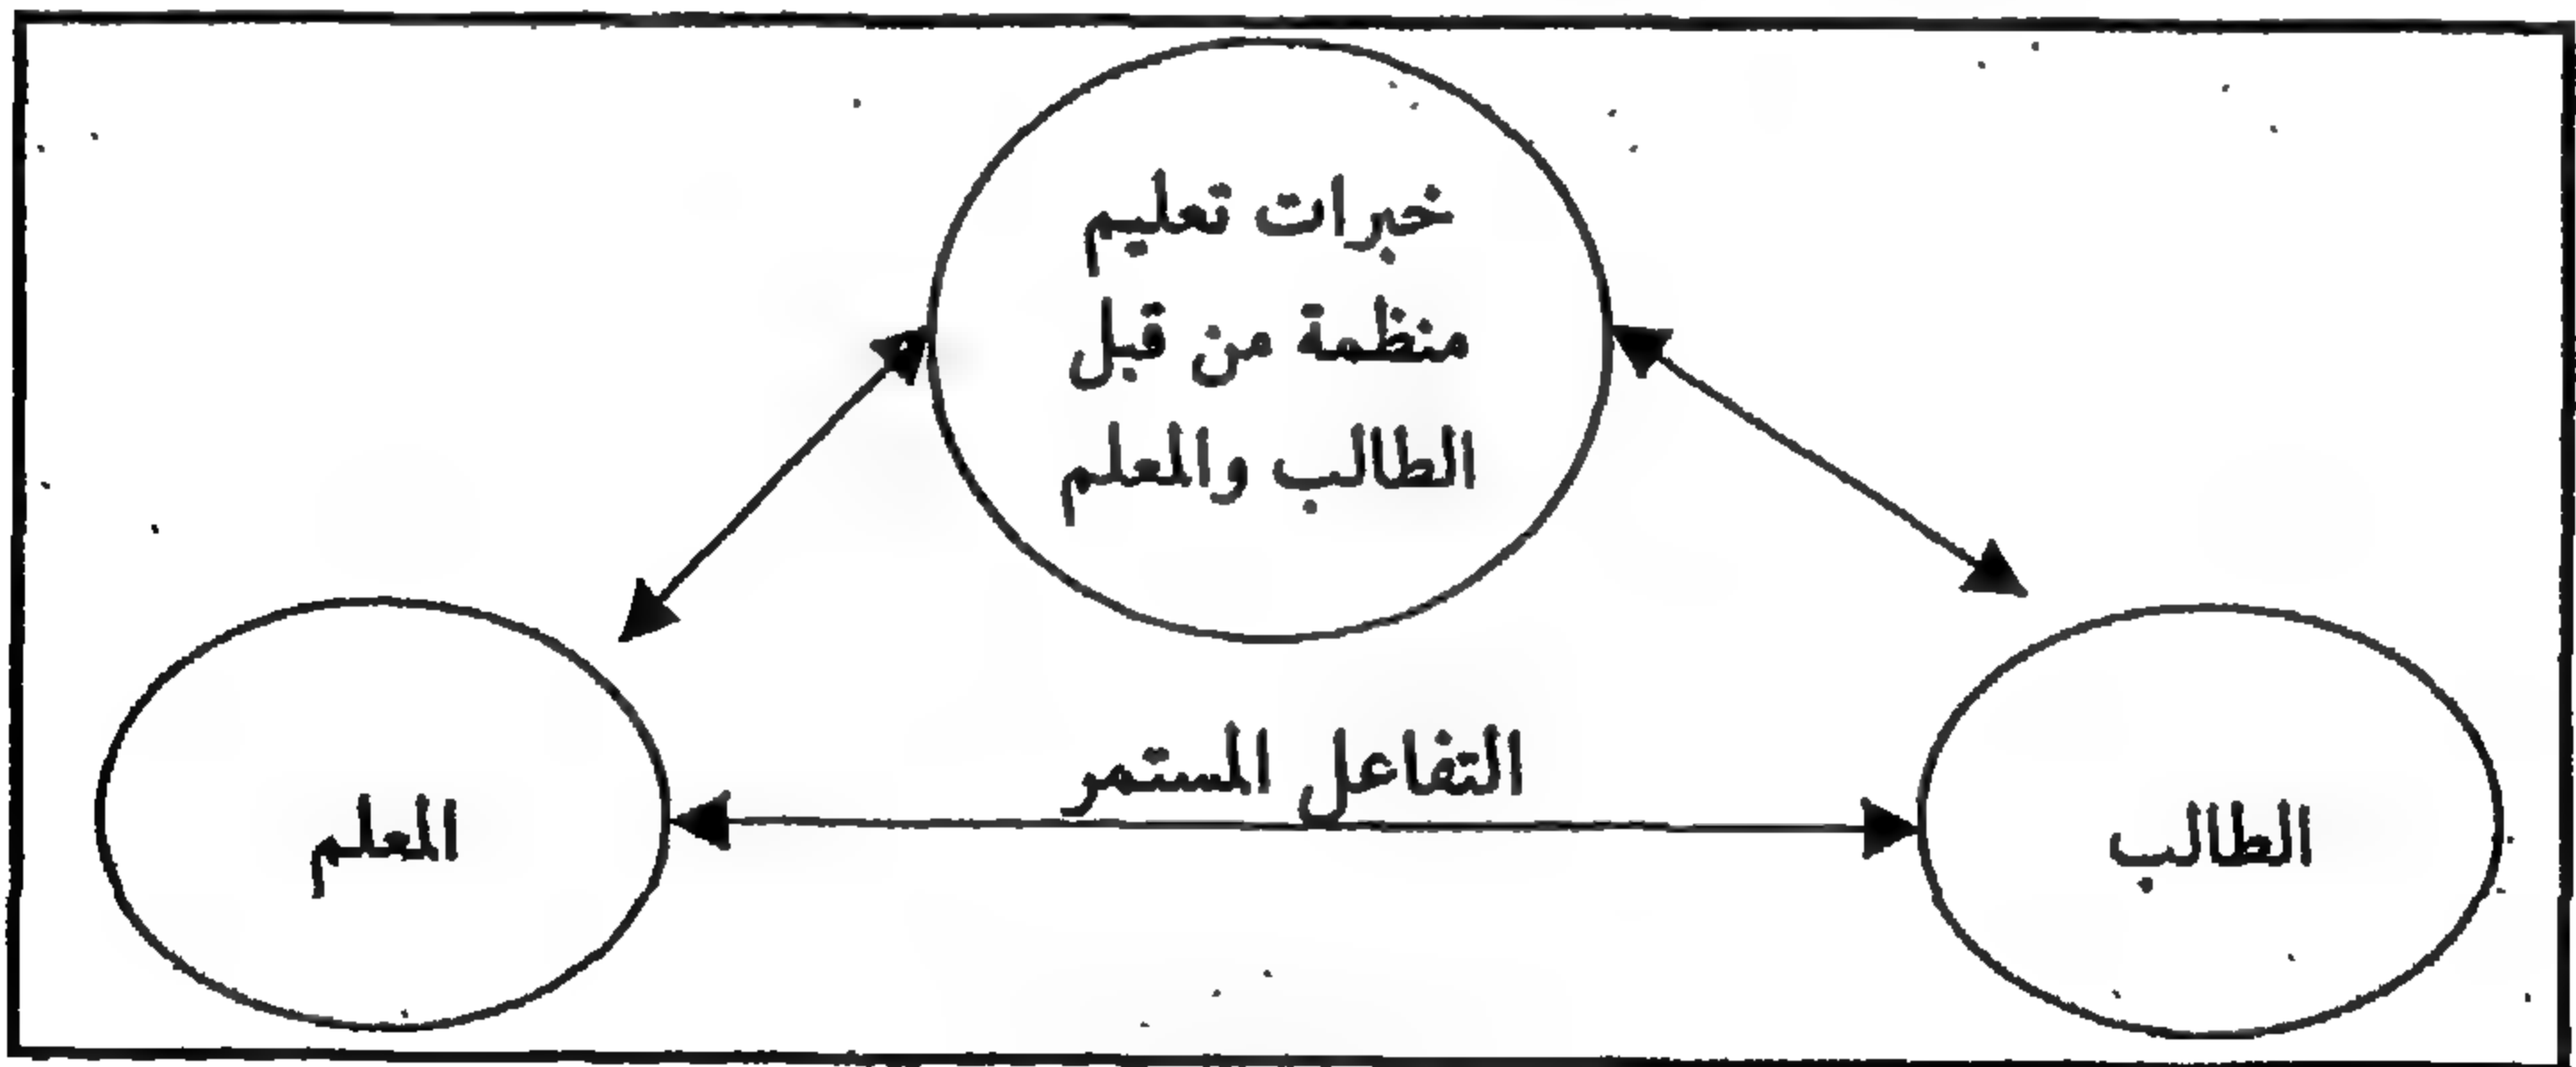 خبرات تعليم
منظمة من قبل
الطالب والمعلم
التفاعل المستمر
الطالب
المعلم